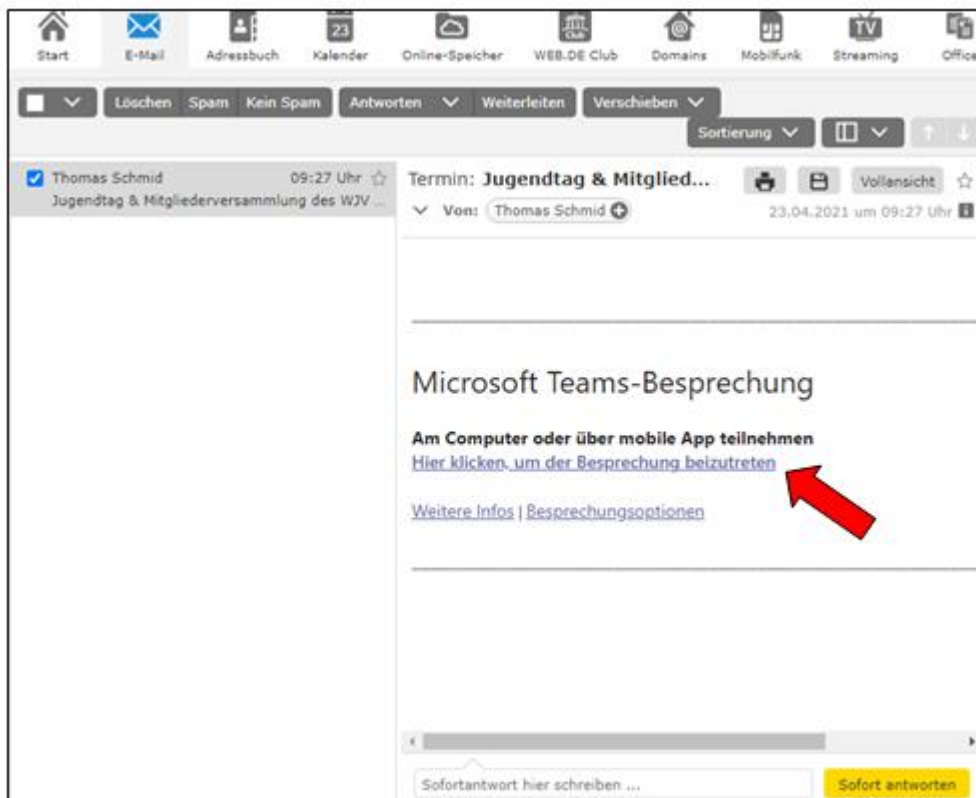 23
TV
Club
Start E-Mail Adressbuch Kalender Online-Speicher WEB.DE Club Domains Mobilfunk Streaming Office
Löschen Spam Kein Spam Antworten Weiterleiten Verschieben
Sortierung
Thomas Schmid 09:27 Uhr
Jugendtag & Mitgliederversammlung des WJV ...
Termin: Jugendtag & Mitglied...
Vollansicht
Von: Thomas Schmid
23.04.2021 um 09:27 Uhr
Microsoft Teams-Besprechung
Am Computer oder über mobile App teilnehmen
Hier klicken, um der Besprechung beizutreten
Weitere Infos | Besprechungsoptionen
Sofortantwort hier schreiben ...
Sofort antworten